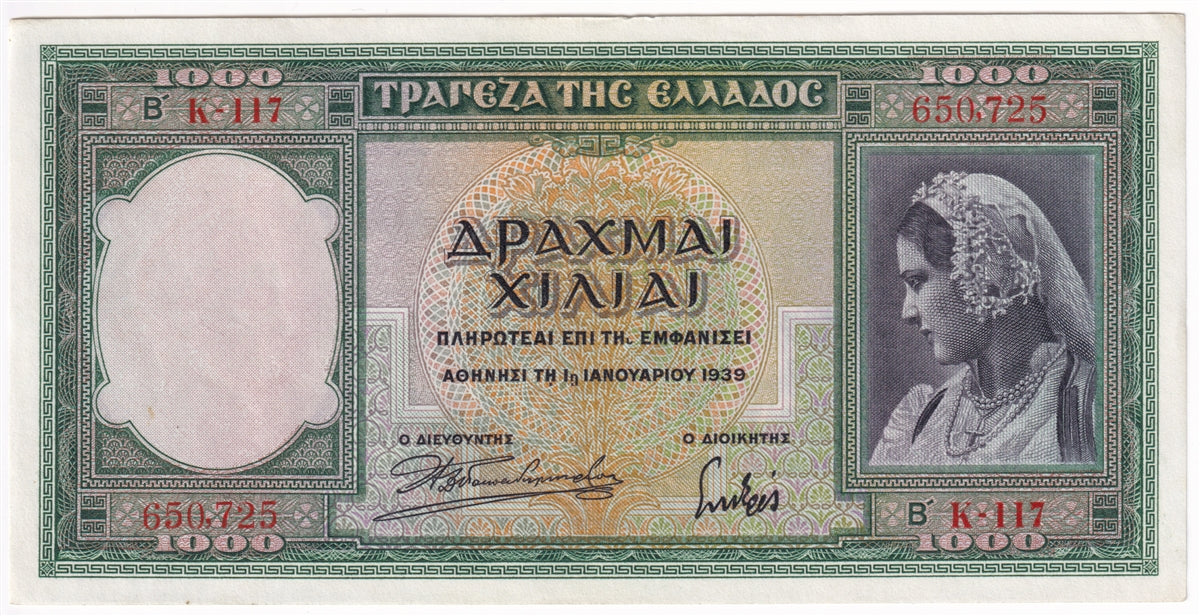 1000 1000
Β΄ Κ-117 ΤΡΑΠΕΖΑ ΤΗΣ ΕΛΛΑΔΟΣ 650,725
ΔΡΑΧΜΑΙ
ΧΙΛΙΑΙ
ΠΛΗΡΩΤΕΑΙ ΕΠΙ ΤΗͺ ΕΜΦΑΝΙΣΕΙ
ΑΘΗΝΗΣΙ ΤΗͺ 1η ΙΑΝΟΥΑΡΙΟΥ 1939
Ο ΔΙΕΥΘΥΝΤΗΣ Ο ΔΙΟΙΚΗΤΗΣ
650,725 Β΄ Κ-117
1000 1000